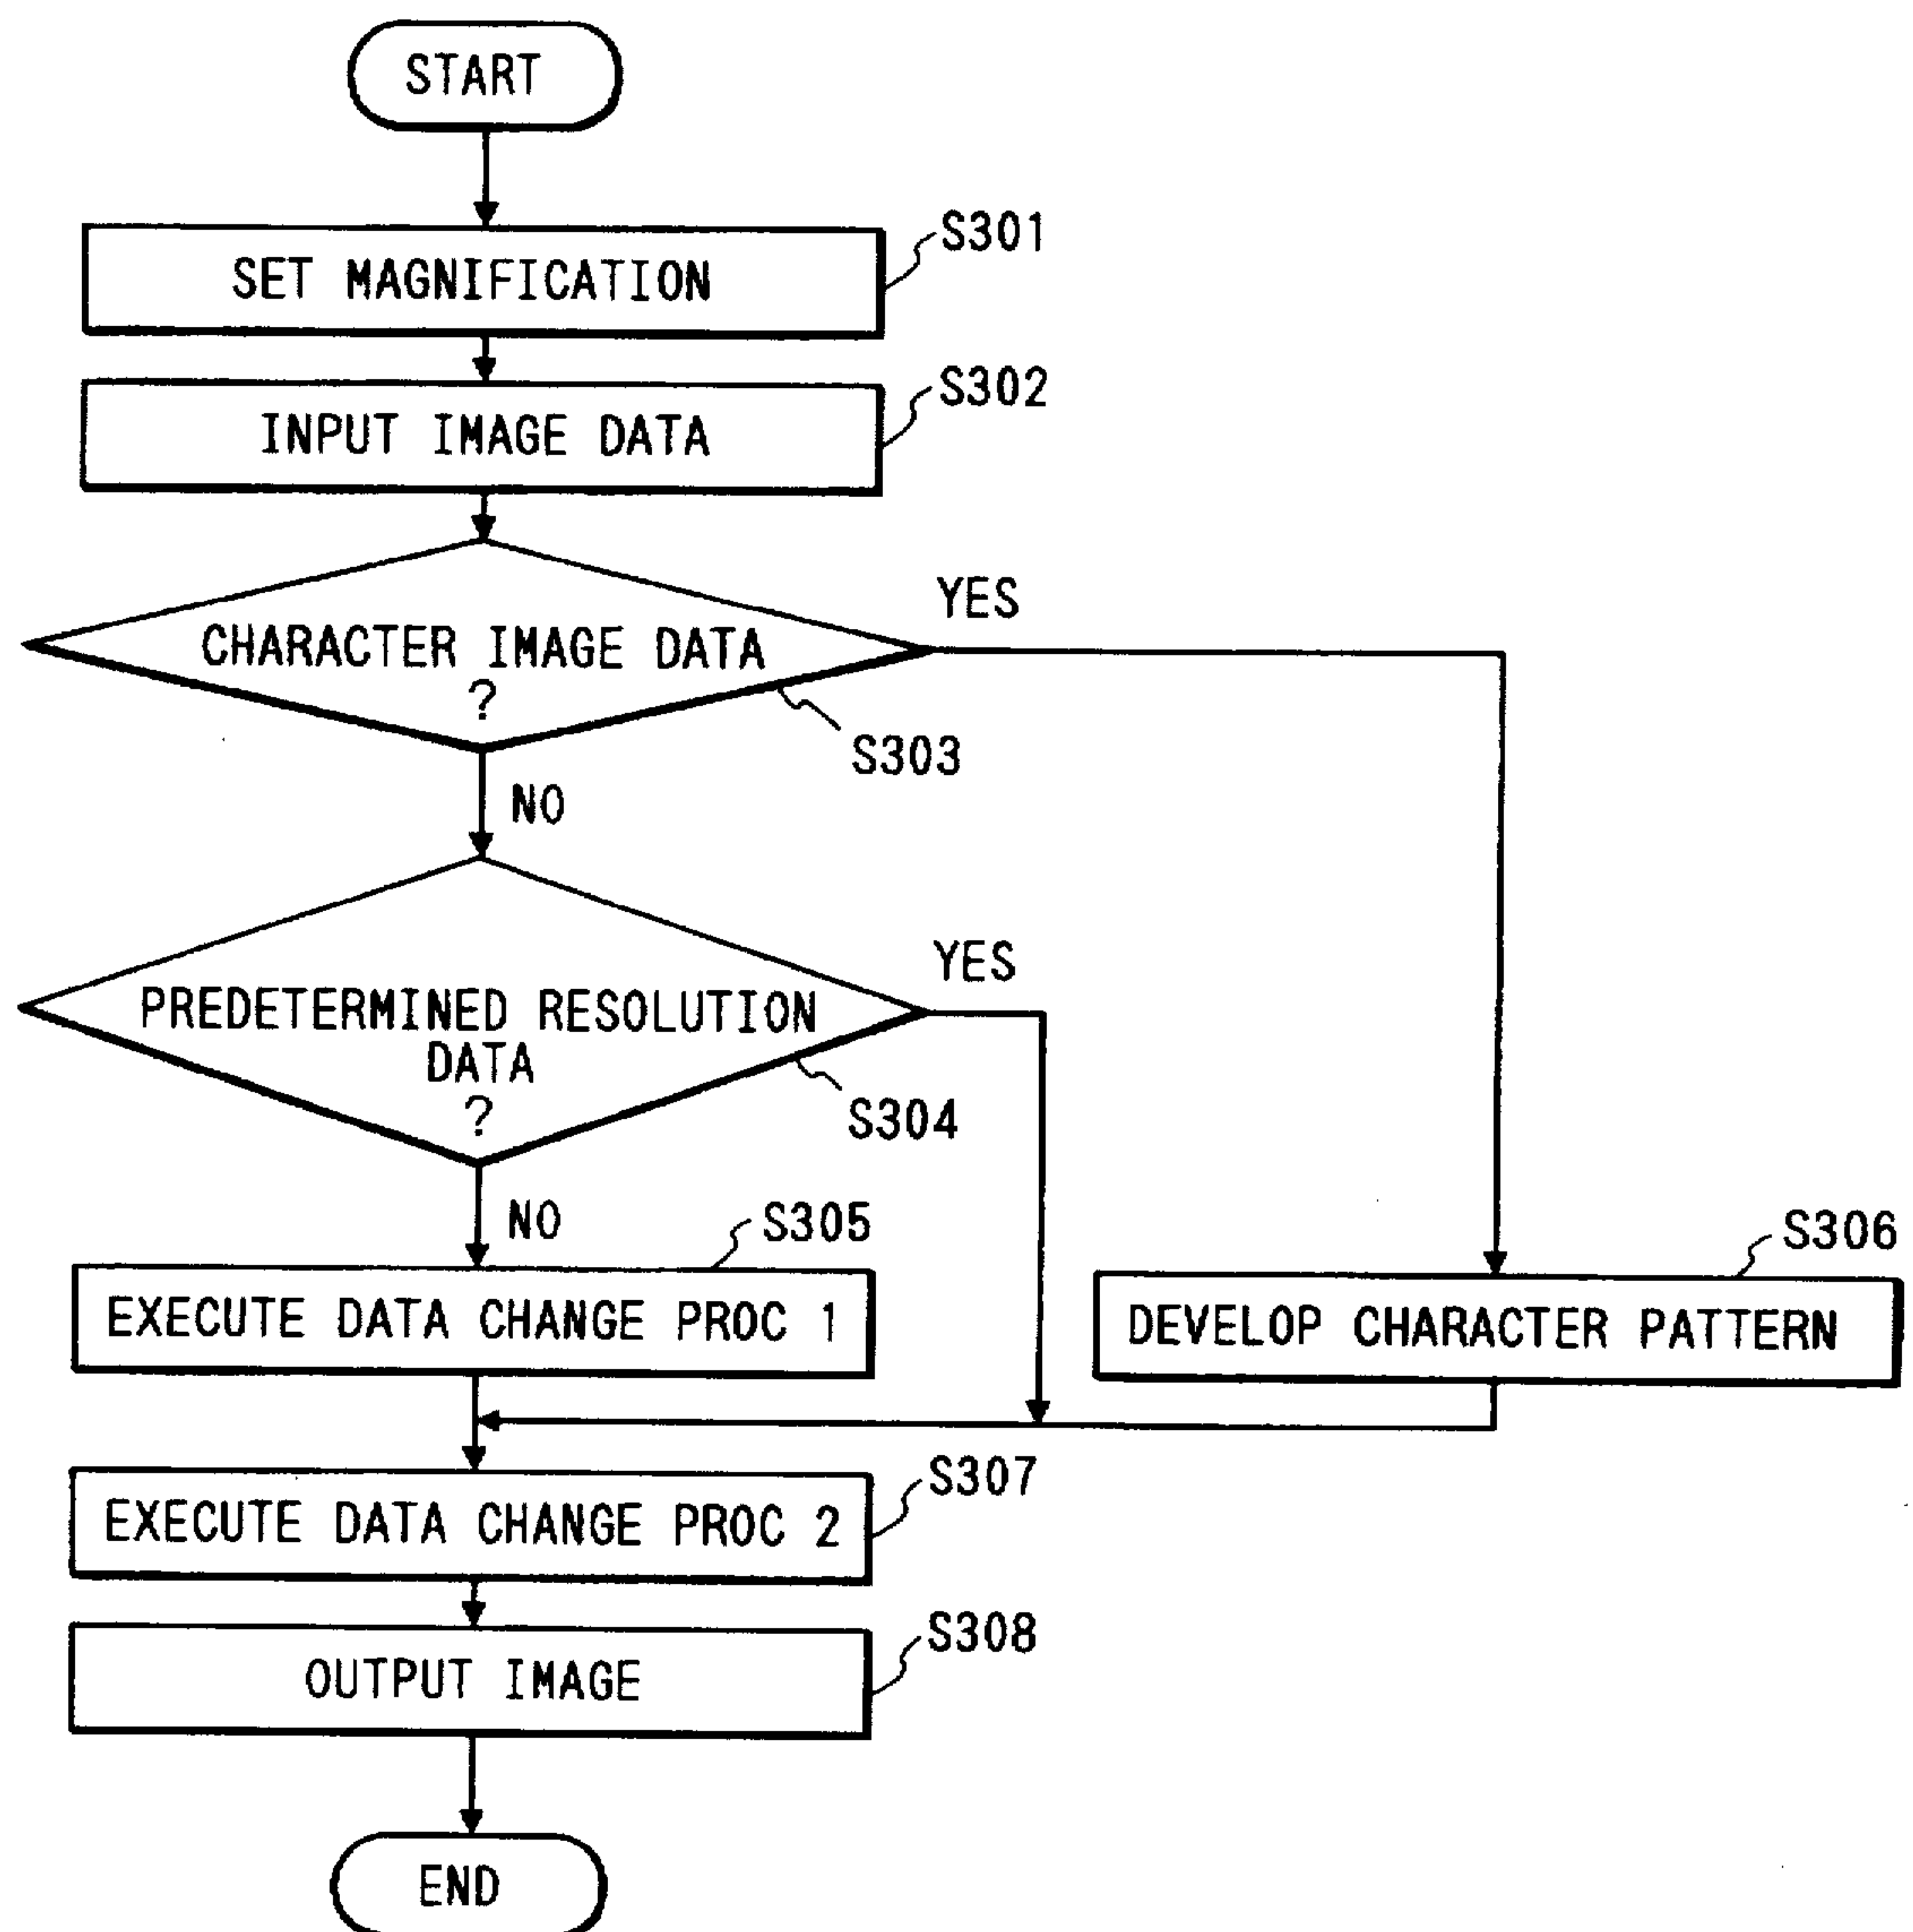 START
S301
SET MAGNIFICATION
S302
INPUT IMAGE DATA
YES
CHARACTER IMAGE DATA
?
S303
NO
YES
PREDETERMINED RESOLUTION
DATA
?
S304
NO
S305
S306
EXECUTE DATA CHANGE PROC 1
DEVELOP CHARACTER PATTERN
S307
EXECUTE DATA CHANGE PROC 2
S308
OUTPUT IMAGE
END